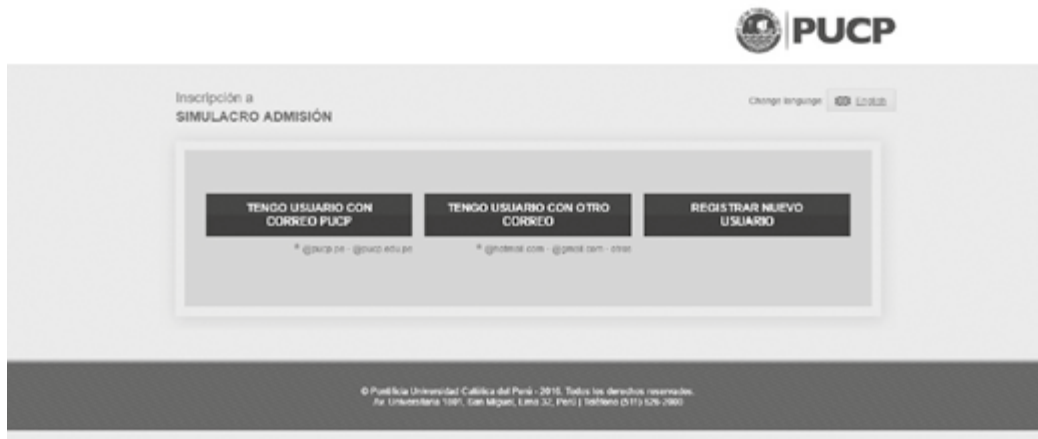 PUCP
Inscripción a
SIMULACRO ADMISIÓN
Change language English
TENGO USUARIO CON
CORREO PUCP
* @pucp.pe - @pucp.edu.pe
TENGO USUARIO CON OTRO
CORREO
* @hotmail.com - @gmail.com - otros
REGISTRAR NUEVO
USUARIO
© Pontificia Universidad Católica del Perú - 2016. Todos los derechos reservados.
Av. Universitaria 1801, San Miguel, Lima 32, Perú | Teléfono (511) 626-2000